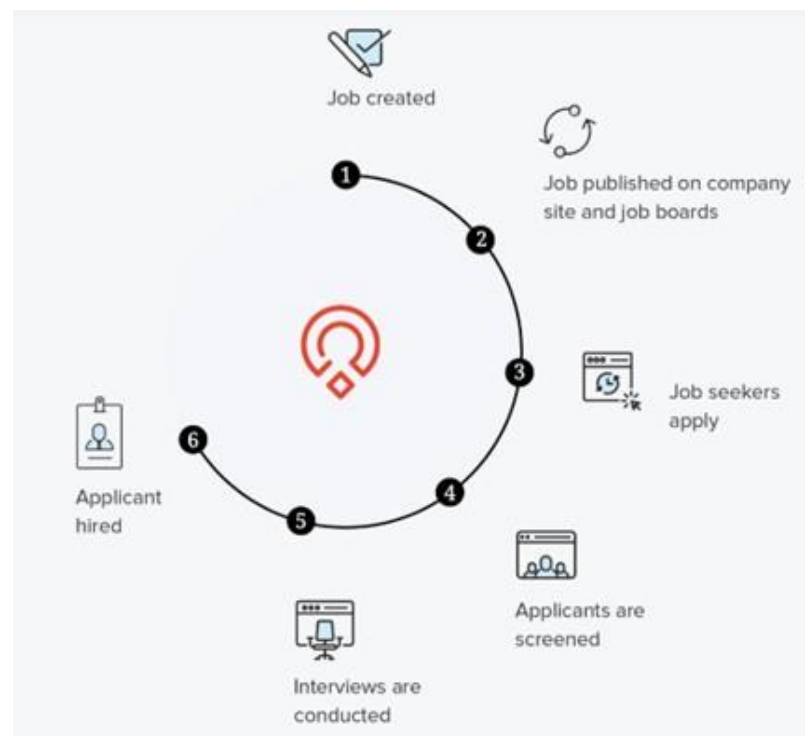 Job created
1
Job published on company
site and job boards
2
3
Job seekers
apply
4
Applicants are
screened
5
Interviews are
conducted
6
Applicant
hired